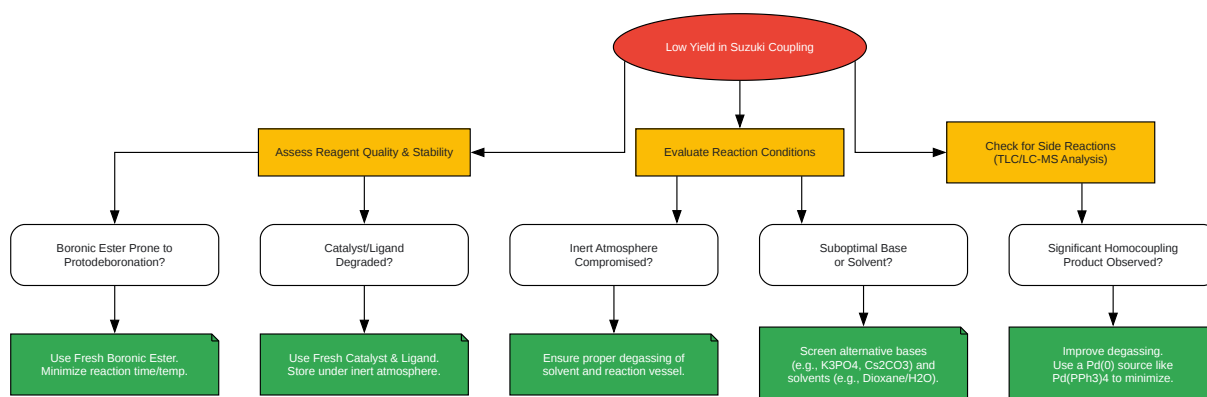 Low Yield in Suzuki Coupling
Assess Reagent Quality & Stability
Evaluate Reaction Conditions
Check for Side Reactions
(TLC/LC-MS Analysis)
Boronic Ester Prone to
Protodeboronation?
Catalyst/Ligand
Degraded?
Inert Atmosphere
Compromised?
Suboptimal Base
or Solvent?
Significant Homocoupling
Product Observed?
Use Fresh Boronic Ester.
Minimize reaction time/temp.
Use Fresh Catalyst & Ligand.
Store under inert atmosphere.
Ensure proper degassing of
solvent and reaction vessel.
Screen alternative bases
(e.g., K3PO4, Cs2CO3) and
solvents (e.g., Dioxane/H2O).
Improve degassing.
Use a Pd(0) source like
Pd(PPh3)4 to minimize.